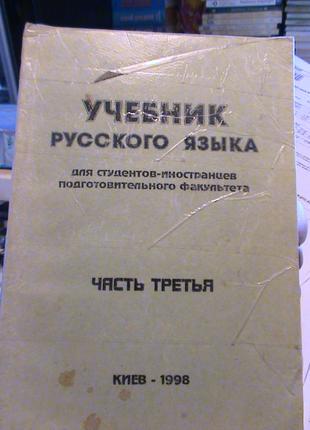 УЧЕБНИК
РУССКОГО ЯЗЫКА
ДЛЯ СТУДЕНТОВ-ИНОСТРАНЦЕВ
ПОДГОТОВИТЕЛЬНОГО ФАКУЛЬТЕТА
ЧАСТЬ ТРЕТЬЯ
КИЕВ - 1998